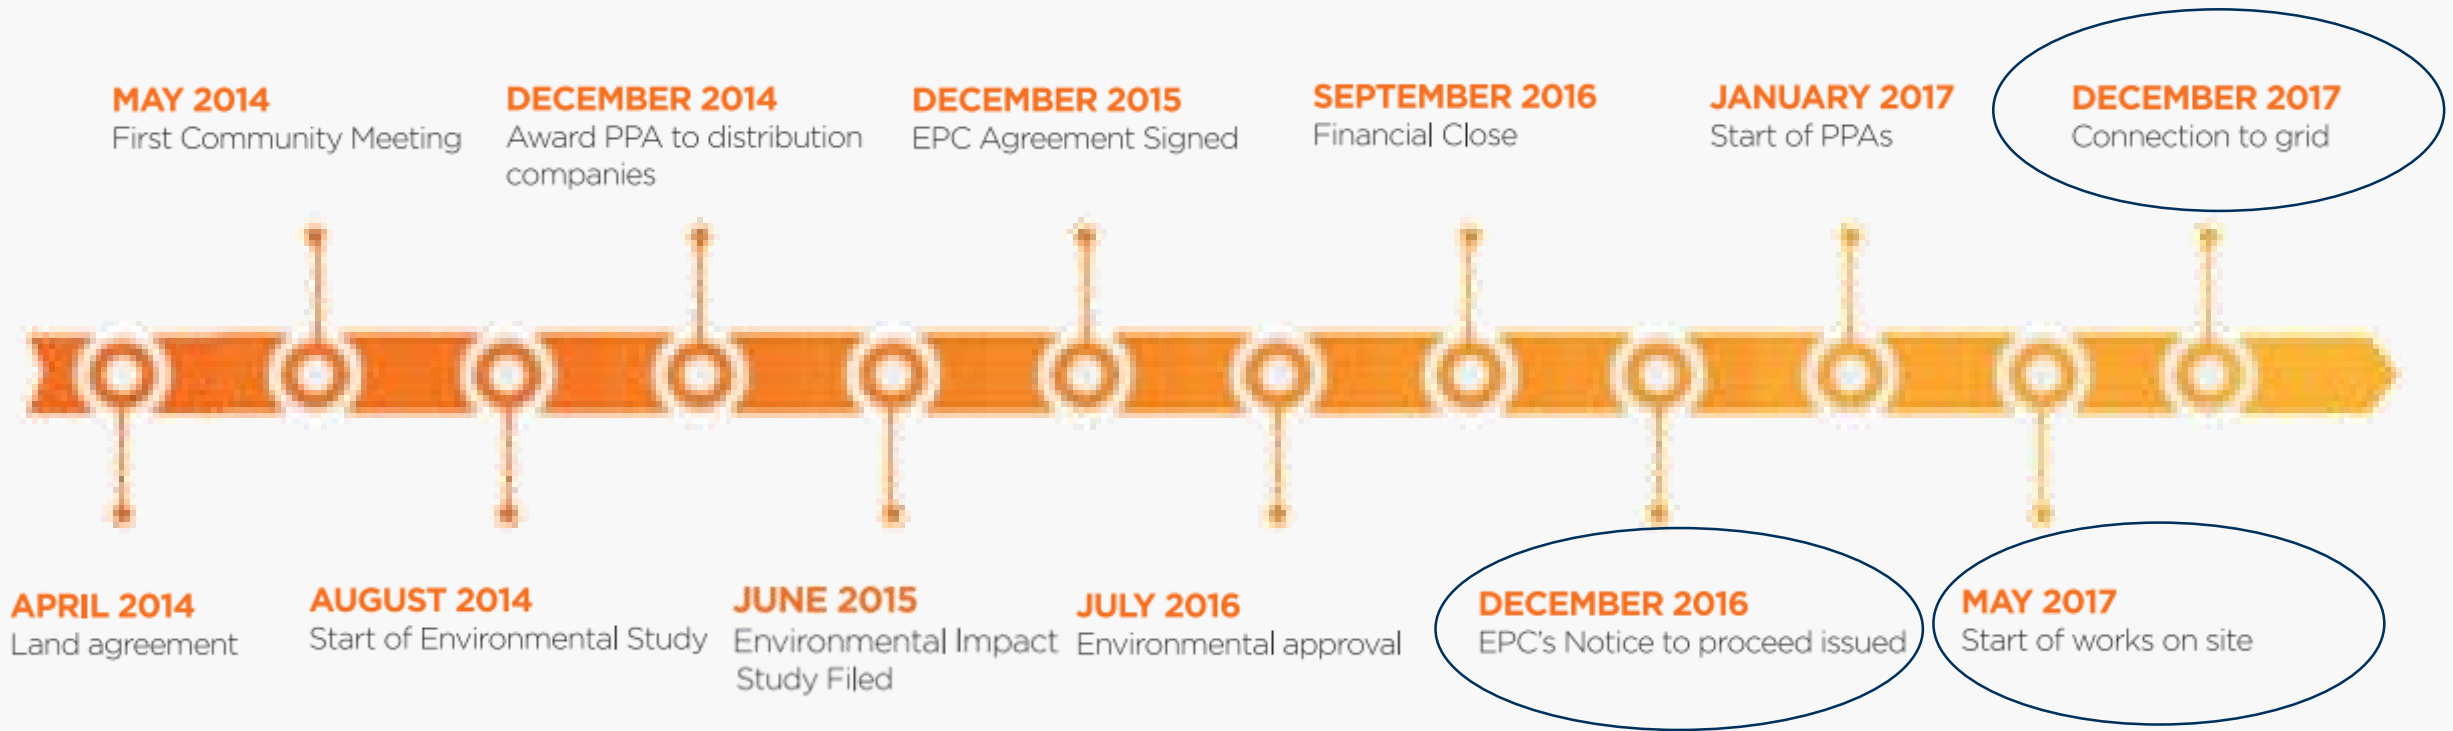 MAY 2014
First Community Meeting
DECEMBER 2014
Award PPA to distribution
companies
DECEMBER 2015
EPC Agreement Signed
SEPTEMBER 2016
Financial Close
JANUARY 2017
Start of PPAs
DECEMBER 2017
Connection to grid
APRIL 2014
Land agreement
AUGUST 2014
Start of Environmental Study
JUNE 2015
Environmental Impact
Study Filed
JULY 2016
Environmental approval
DECEMBER 2016
EPC's Notice to proceed issued
MAY 2017
Start of works on site